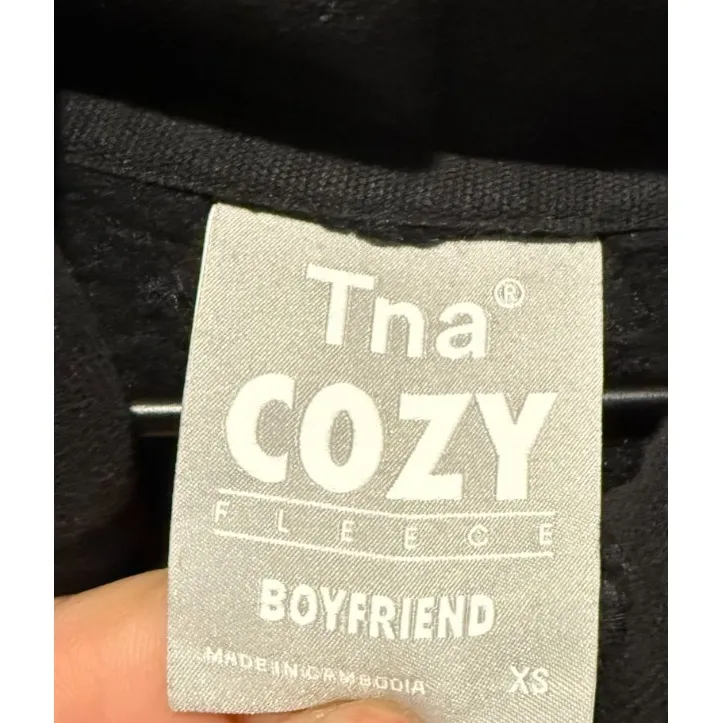 Tna®
COZY
FLEECE
BOYFRIEND
MADE IN CAMBODIA XS